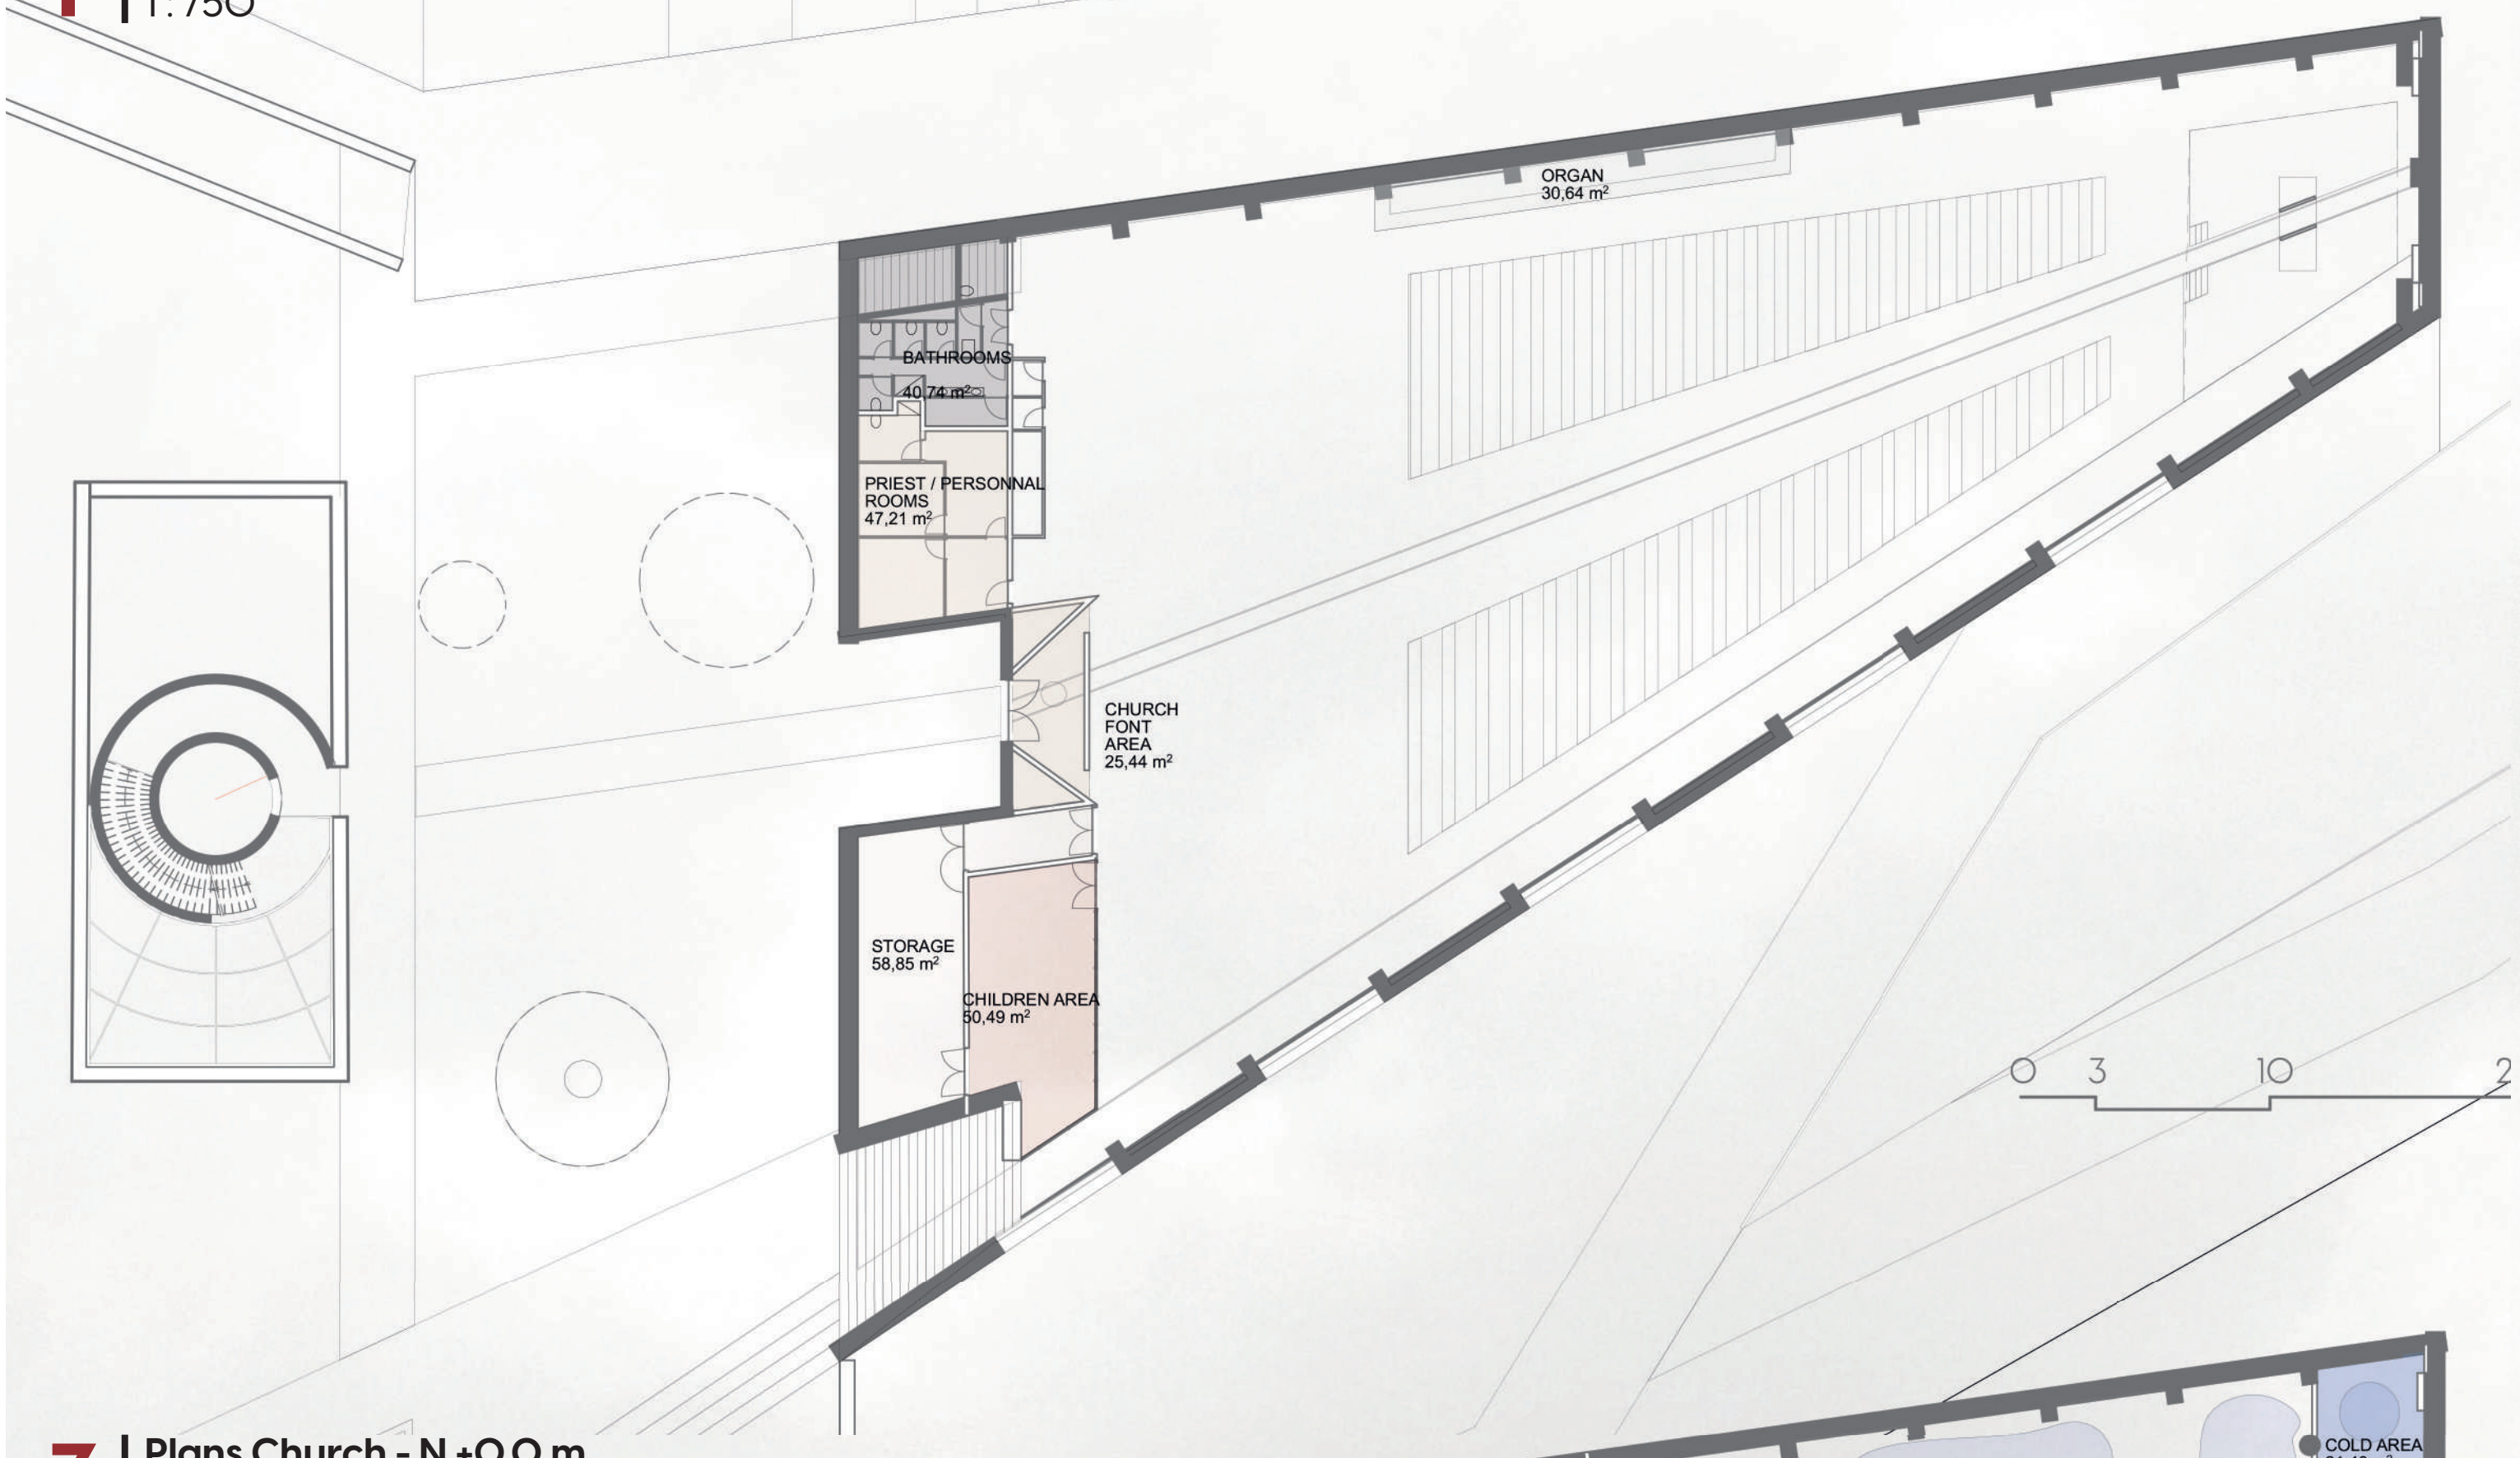 1:750
ORGAN
30,64 m²
BATHROOMS
40,74 m²
PRIEST / PERSONNAL
ROOMS
47,21 m²
CHURCH
FONT
AREA
25,44 m²
STORAGE
58,85 m²
CHILDREN AREA
50,49 m²
0 3 10 2
| Plans Church - N +0,0 m
COLD AREA